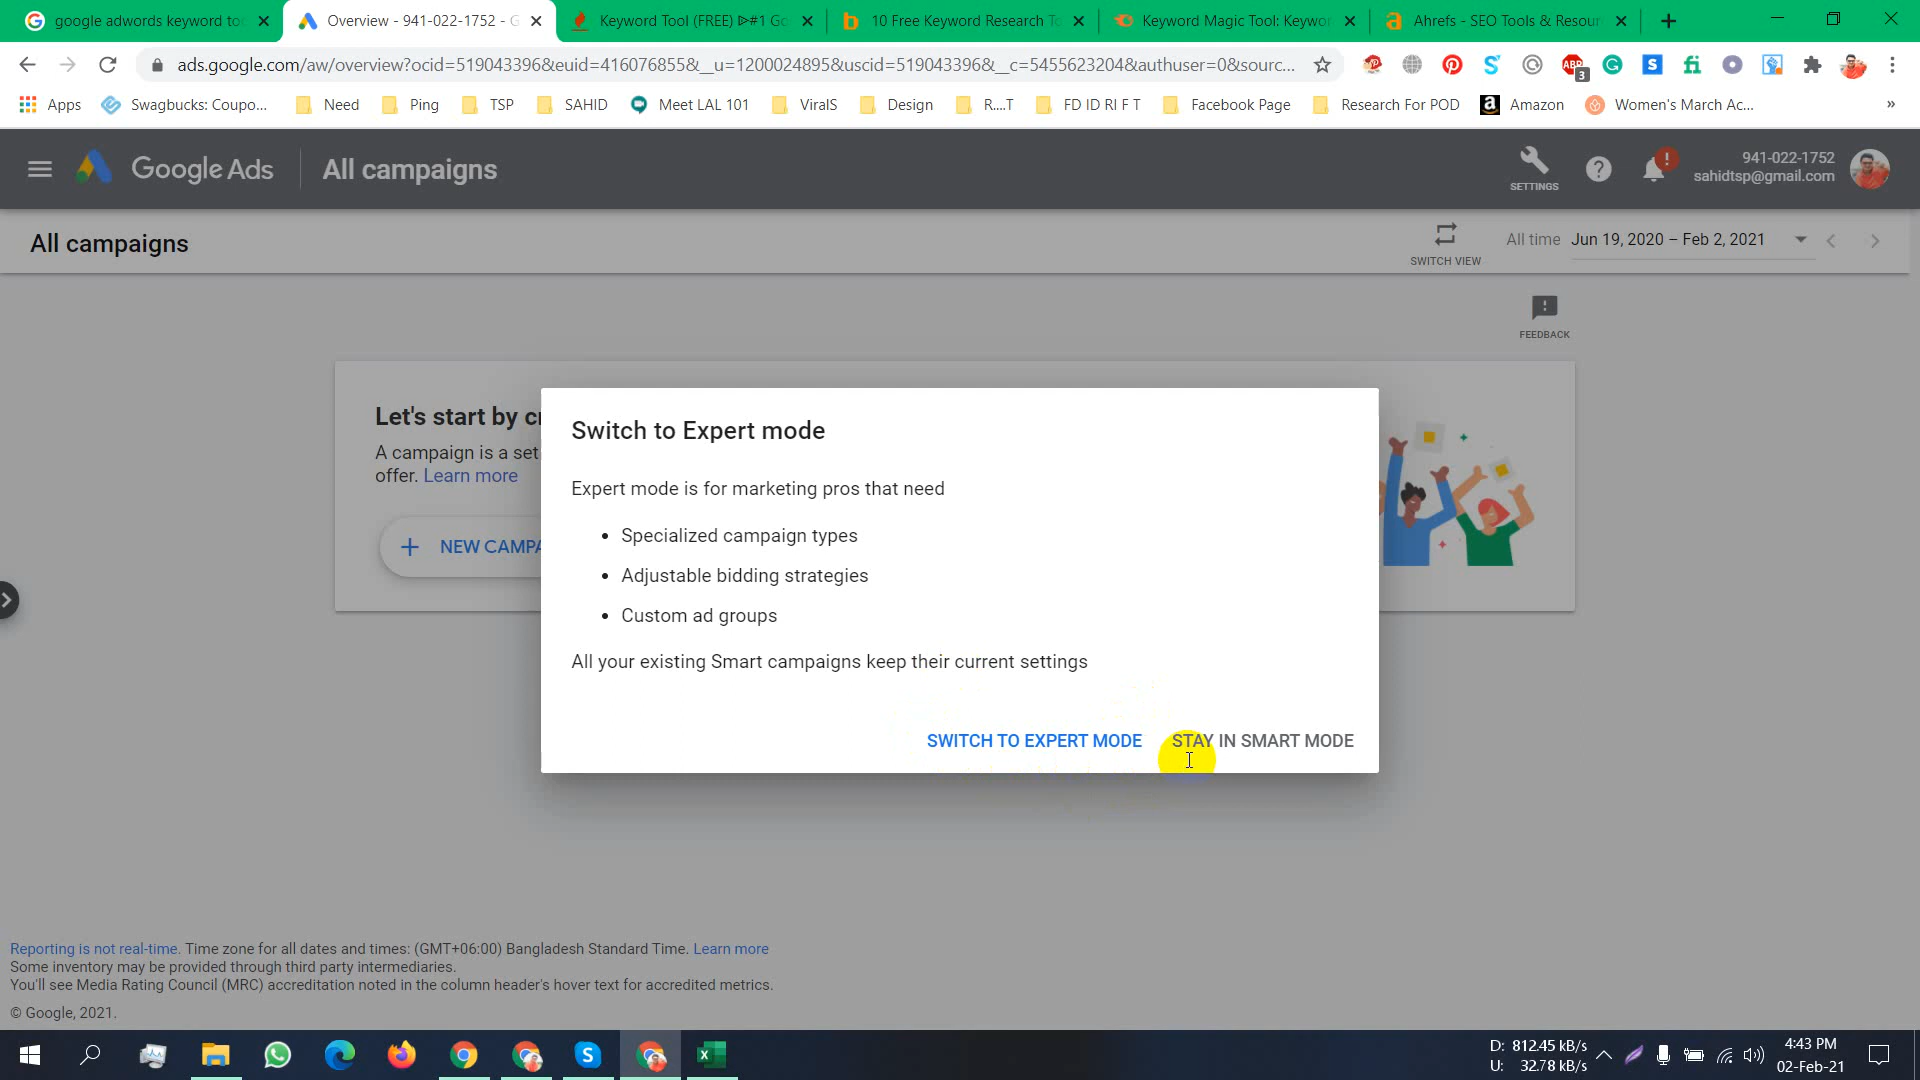 google adwords keyword to
Overview - 941-022-1752 - G
Keyword Tool (FREE) ᐈ#1 Go
10 Free Keyword Research To
Keyword Magic Tool: Keywor
Ahrefs - SEO Tools & Resour
ads.google.com/aw/overview?ocid=519043396&euid=416076855&__u=1200024895&uscid=519043396&__c=5455623204&authuser=0&sourc...
ABP
3
Apps
Swagbucks: Coupo...
Need
Ping
TSP
SAHID
Meet LAL 101
ViralS
Design
R....T
FD ID RI F T
Facebook Page
Research For POD
Amazon
Women's March Ac...
»
Google Ads
All campaigns
SETTINGS
941-022-1752
sahidtsp@gmail.com
All campaigns
SWITCH VIEW
All time
Jun 19, 2020 – Feb 2, 2021
FEEDBACK
Let's start by c
A campaign is a set
offer. Learn more
NEW CAMPA
Switch to Expert mode
Expert mode is for marketing pros that need
• Specialized campaign types
• Adjustable bidding strategies
• Custom ad groups
All your existing Smart campaigns keep their current settings
SWITCH TO EXPERT MODE
STAY IN SMART MODE
Reporting is not real-time. Time zone for all dates and times: (GMT+06:00) Bangladesh Standard Time. Learn more
Some inventory may be provided through third party intermediaries.
You'll see Media Rating Council (MRC) accreditation noted in the column header's hover text for accredited metrics.
© Google, 2021.
D: 812.45 kB/s
U: 32.78 kB/s
4:43 PM
02-Feb-21